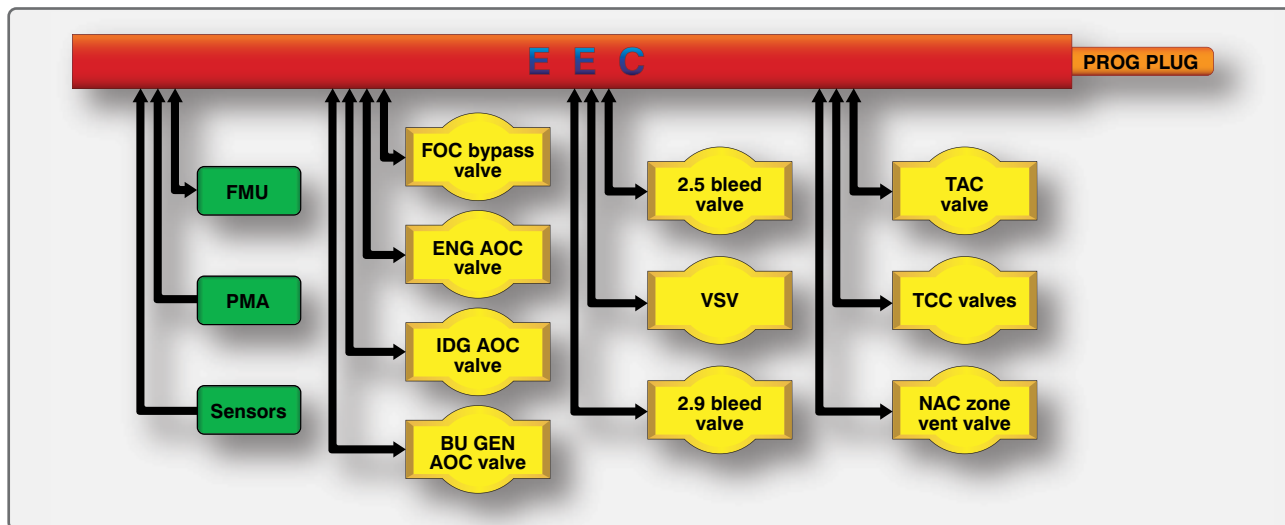 E E C
PROG PLUG
FMU
PMA
Sensors
FOC bypass
valve
ENG AOC
valve
IDG AOC
valve
BU GEN
AOC valve
2.5 bleed
valve
VSV
2.9 bleed
valve
TAC
valve
TCC valves
NAC zone
vent valve